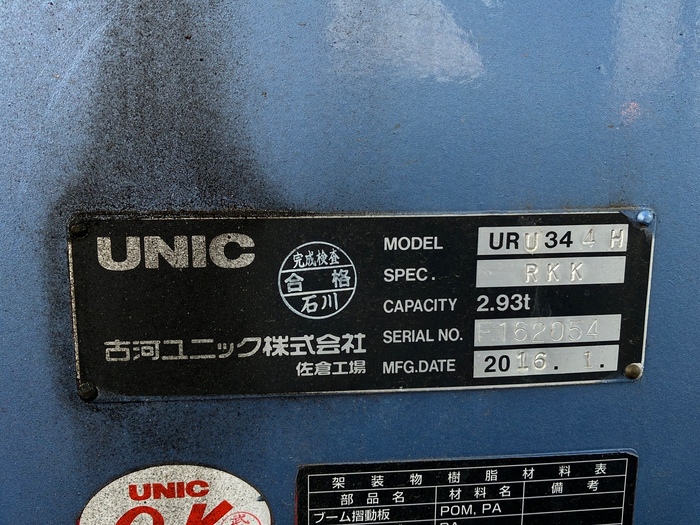 UNIC
完成検査
合格
石川
古河ユニック株式会社
佐倉工場
MODEL URU344H
SPEC. RKK
CAPACITY 2.93t
SERIAL NO. E162054
MFG.DATE 2016.1.
UNIC
OK
架装物樹脂材料表
部品名 材料名 備考
ブーム摺動板 POM, PA
PA